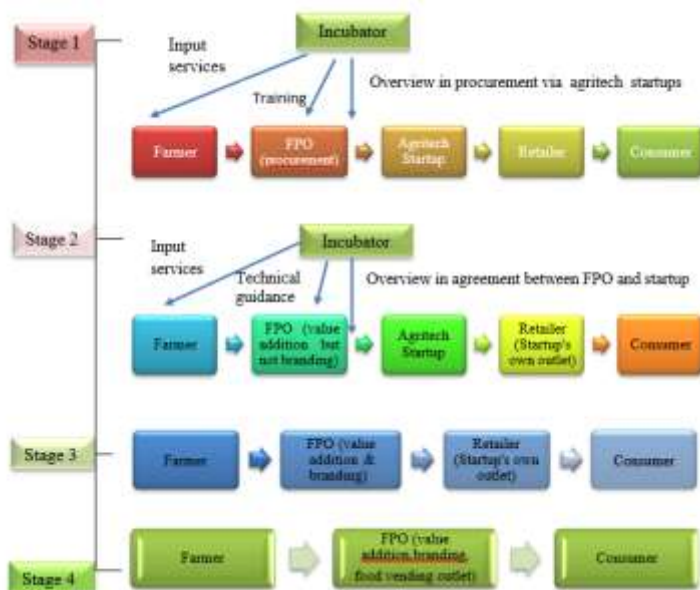 Stage 1
Incubator
Input
services
Training
Overview in procurement via agritech startups
Farmer
FPO
(procurement)
Agritech
Startup
Retailer
Consumer
Stage 2
Incubator
Input
services
Technical
guidance
Overview in agreement between FPO and startup
Farmer
FPO (value
addition but
not branding)
Agritech
Startup
Retailer
(Startup's own
outlet)
Consumer
Stage 3
Farmer
FPO (value
addition &
branding)
Retailer
(Startup's own
outlet)
Consumer
Stage 4
Farmer
FPO (value
addition,branding,
food vending outlet)
Consumer